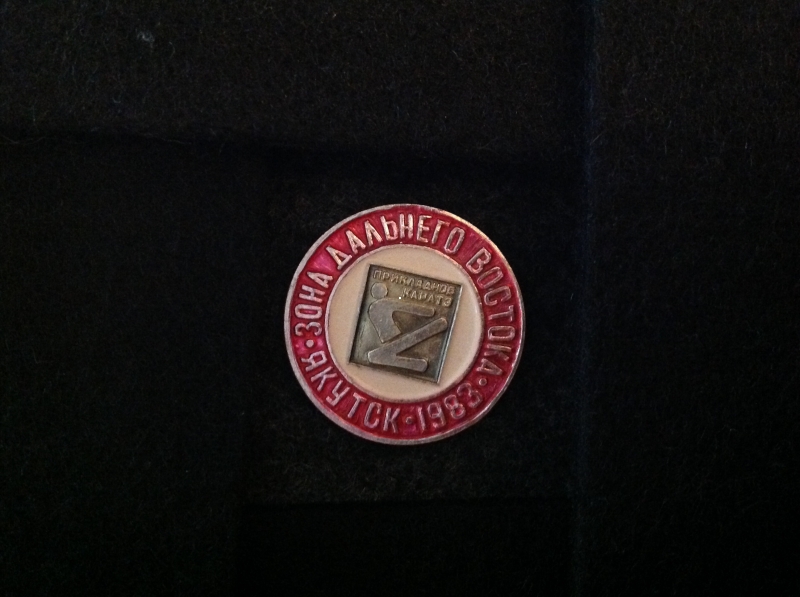 ЗОНА ДАЛЬНЕГО ВОСТОКА
ЯКУТСК • 1983
ПРИКЛАДНОЕ
КАРАТЭ